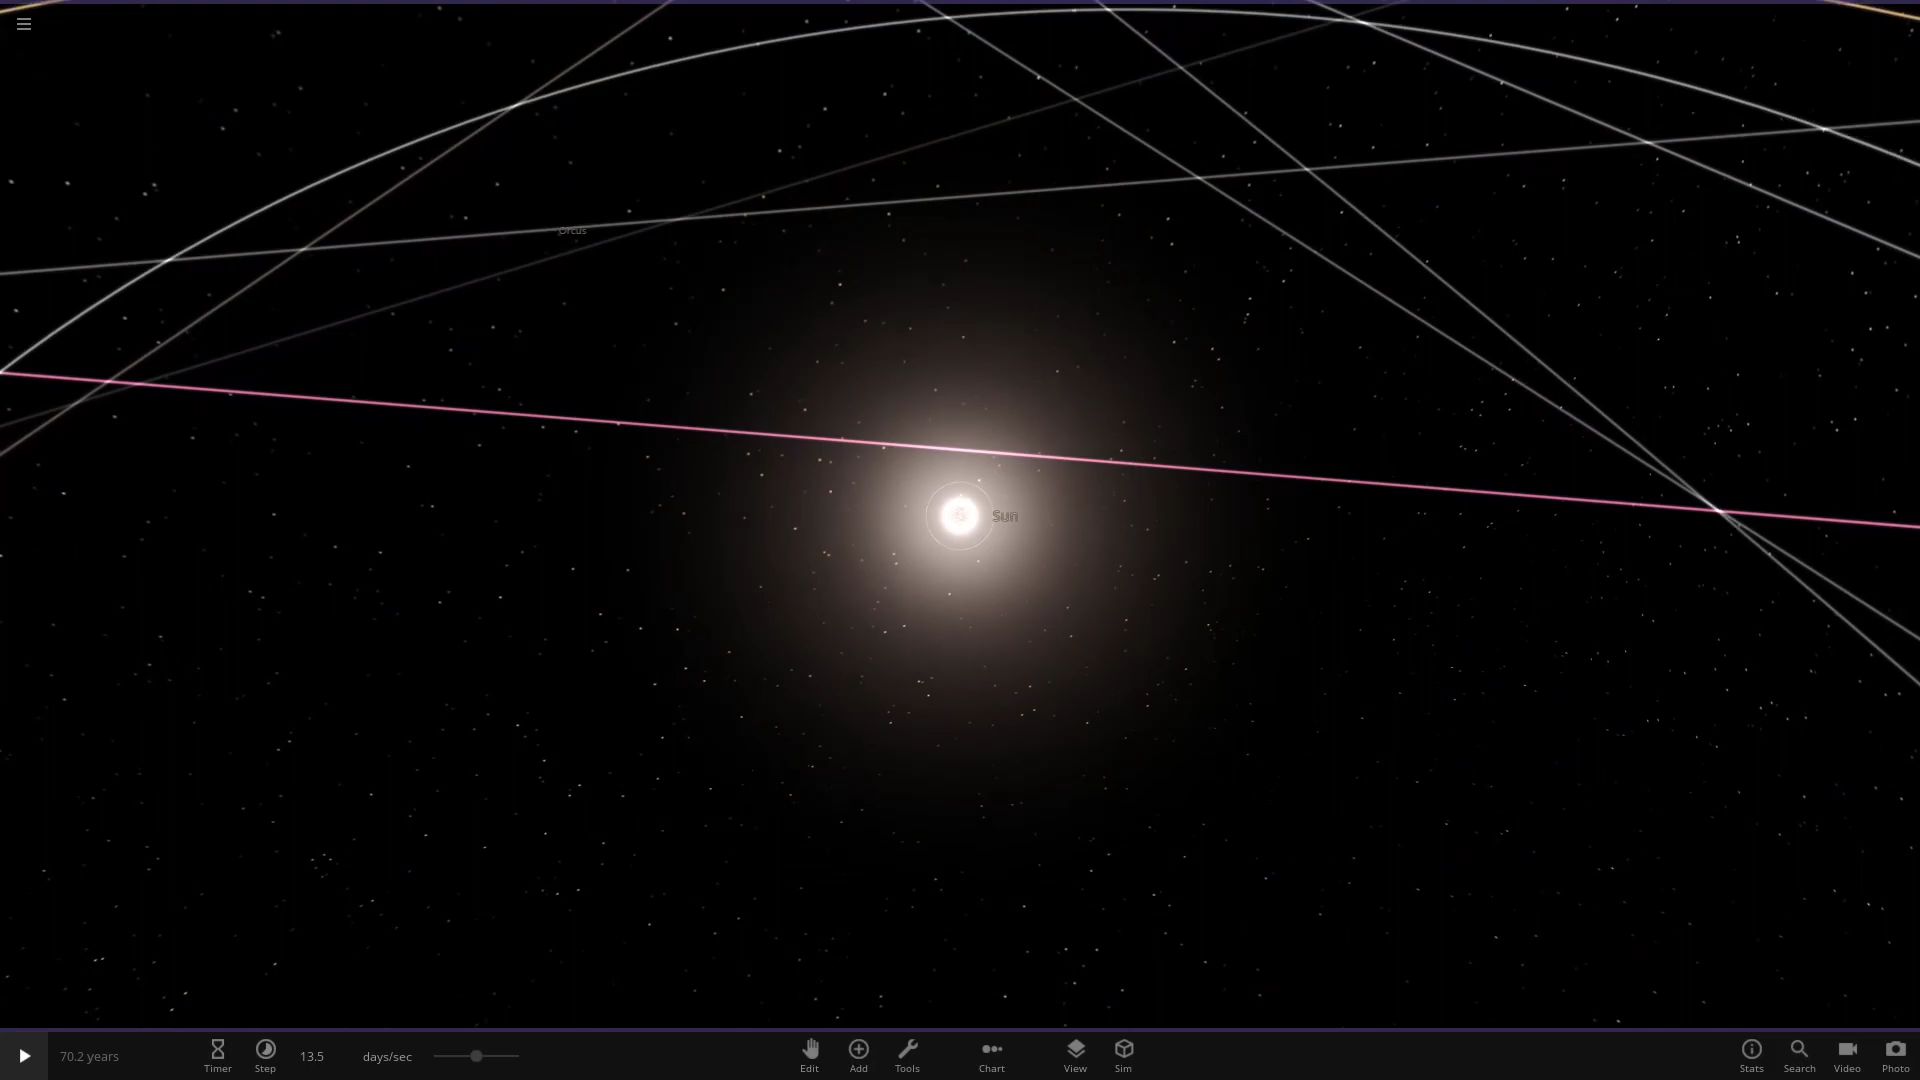 Orcus
Sun
70.2 years
Timer
Step
13.5
days/sec
Edit
Add
Tools
Chart
View
Sim
Stats
Search
Video
Photo